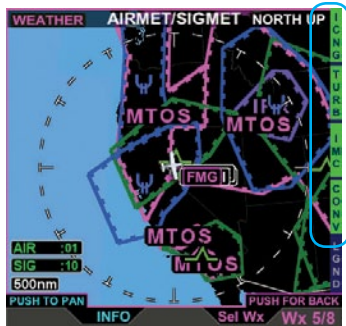 WEATHER AIRMET/SIGMET NORTH UP
ICNG
TURB
IMC
CONV
LGND
MTOS
MTOS
FMG
MTOS
MTOS
AIR :01
SIG :10
500nm
PUSH TO PAN PUSH FOR BACK
INFO Sel Wx Wx 5/8